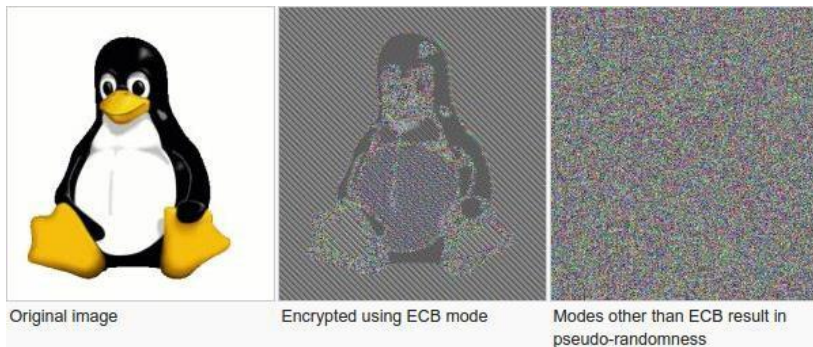 Original image
Encrypted using ECB mode
Modes other than ECB result in
pseudo-randomness